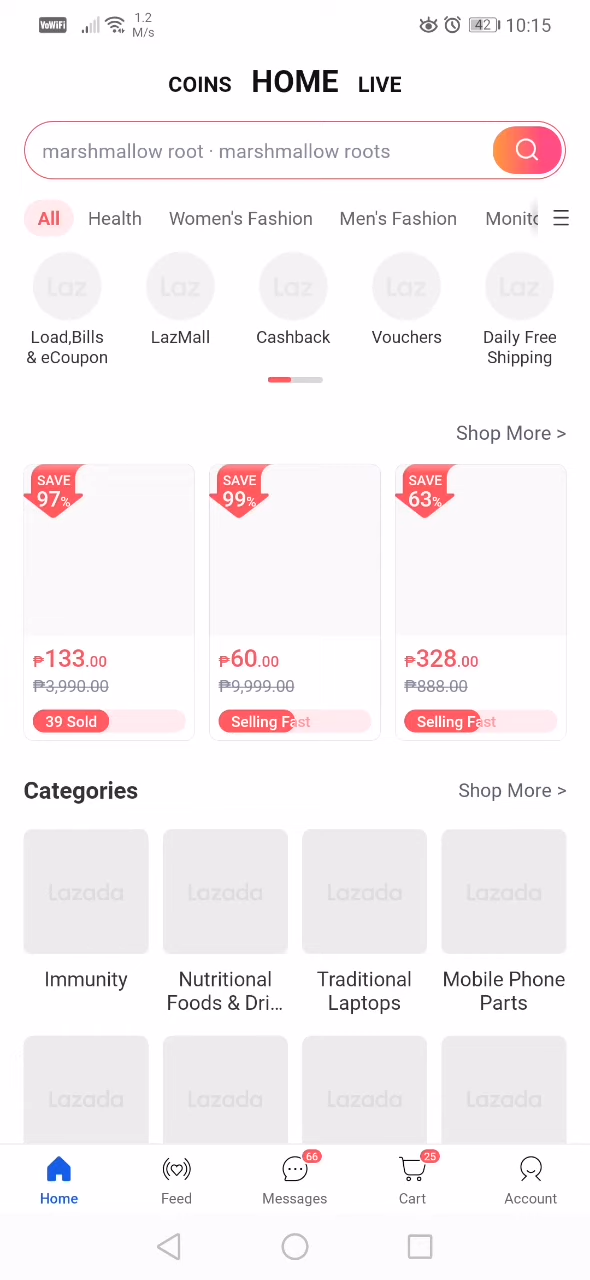 VoWiFi 1.2 M/s 42 10:15
COINS HOME LIVE
marshmallow root · marshmallow roots
All Health Women's Fashion Men's Fashion Monito
Laz Laz Laz Laz Laz
Load,Bills & eCoupon
LazMall
Cashback
Vouchers
Daily Free Shipping
Shop More >
SAVE 97%
SAVE 99%
SAVE 63%
₱133.00
₱60.00
₱328.00
₱3,990.00
₱9,999.00
₱888.00
39 Sold
Selling Fast
Selling Fast
Categories
Shop More >
Lazada Lazada Lazada Lazada
Immunity
Nutritional Foods & Dri...
Traditional Laptops
Mobile Phone Parts
Lazada Lazada Lazada Lazada
66 25
Home Feed Messages Cart Account